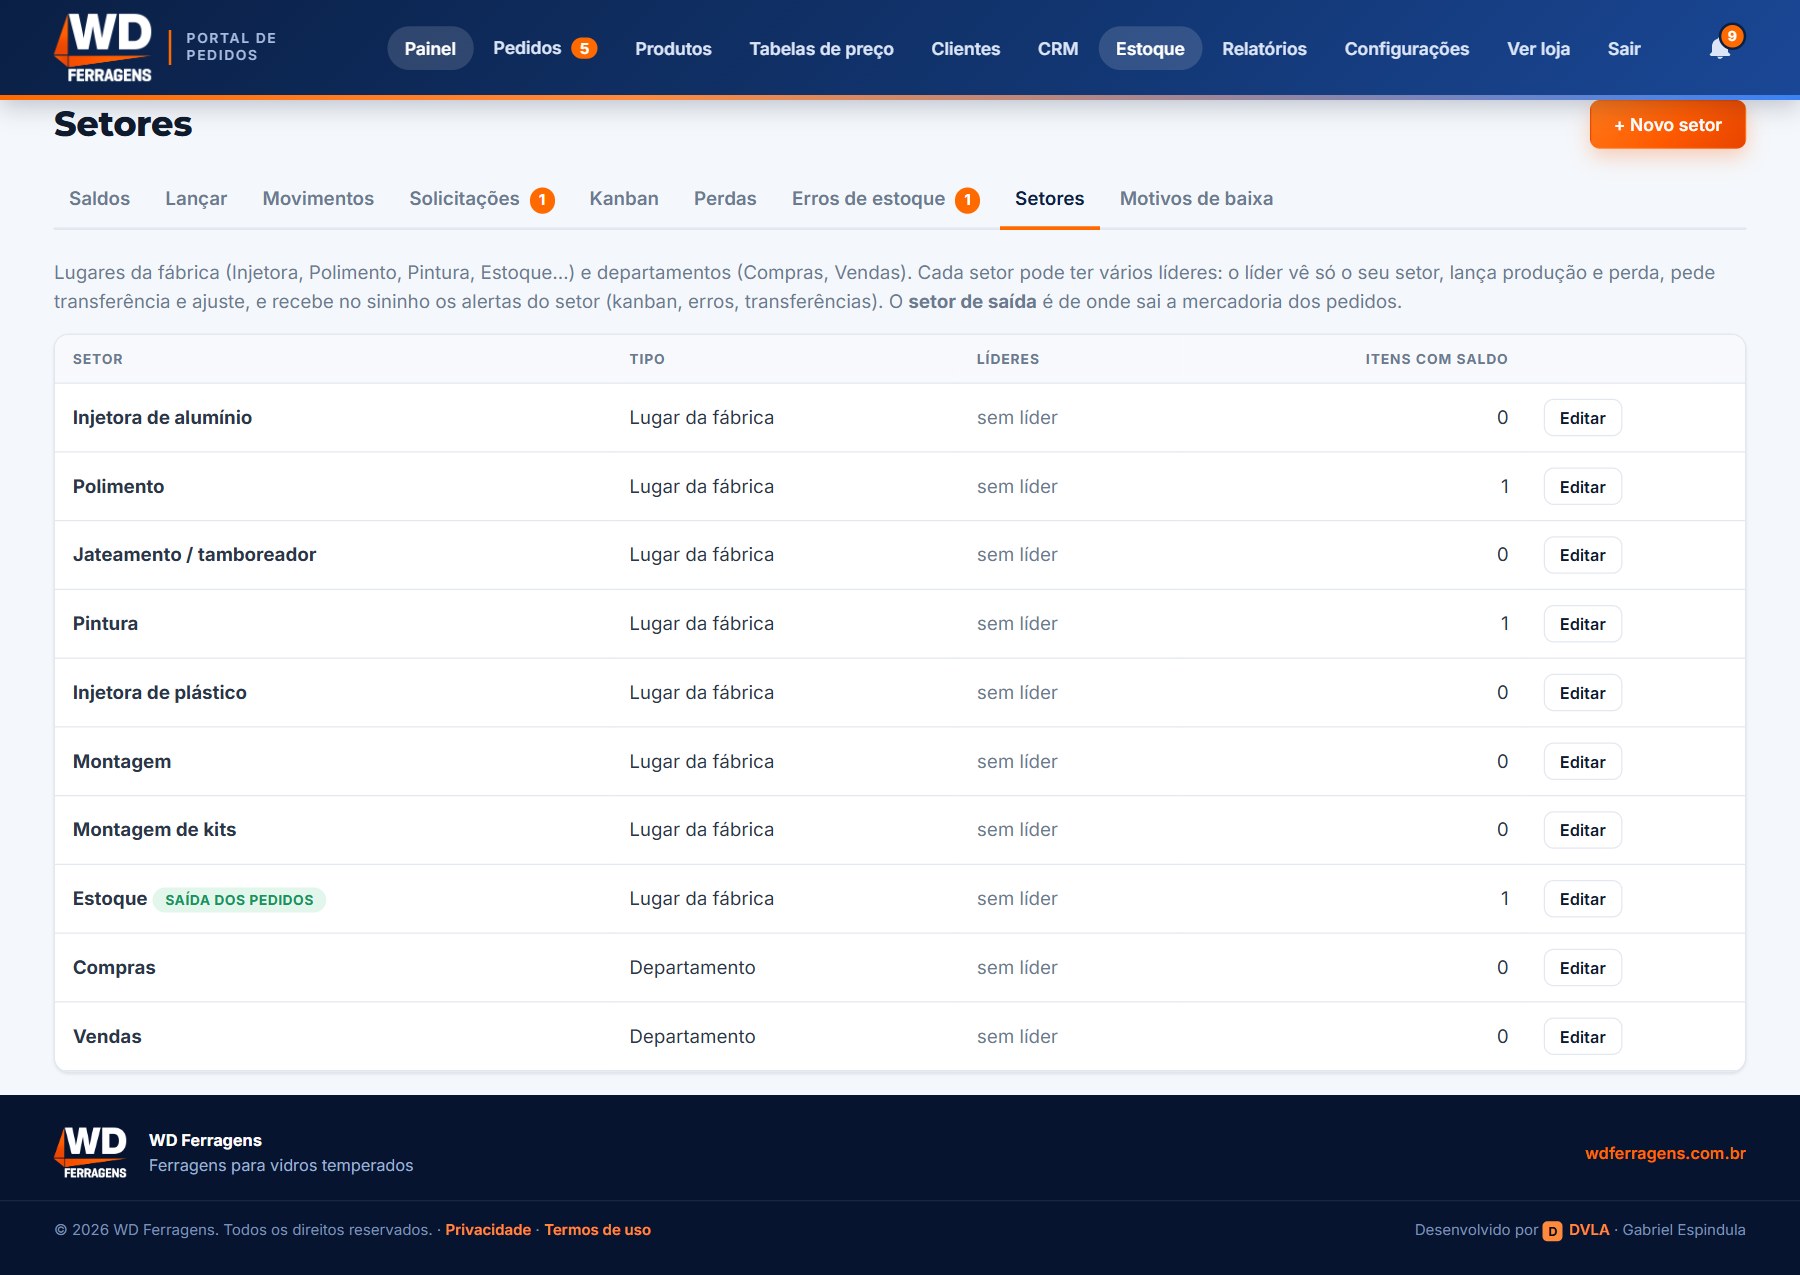 WD
FERRAGENS
PORTAL DE
PEDIDOS
Painel Pedidos 5 Produtos Tabelas de preço Clientes CRM Estoque Relatórios Configurações Ver loja Sair 9
Setores
+ Novo setor
Saldos Lançar Movimentos Solicitações 1 Kanban Perdas Erros de estoque 1 Setores Motivos de baixa
Lugares da fábrica (Injetora, Polimento, Pintura, Estoque...) e departamentos (Compras, Vendas). Cada setor pode ter vários líderes: o líder vê só o seu setor, lança produção e perda, pede
transferência e ajuste, e recebe no sininho os alertas do setor (kanban, erros, transferências). O setor de saída é de onde sai a mercadoria dos pedidos.
SETOR TIPO LÍDERES ITENS COM SALDO
Injetora de alumínio Lugar da fábrica sem líder 0 Editar
Polimento Lugar da fábrica sem líder 1 Editar
Jateamento / tamboreador Lugar da fábrica sem líder 0 Editar
Pintura Lugar da fábrica sem líder 1 Editar
Injetora de plástico Lugar da fábrica sem líder 0 Editar
Montagem Lugar da fábrica sem líder 0 Editar
Montagem de kits Lugar da fábrica sem líder 0 Editar
Estoque SAÍDA DOS PEDIDOS Lugar da fábrica sem líder 1 Editar
Compras Departamento sem líder 0 Editar
Vendas Departamento sem líder 0 Editar
WD
FERRAGENS
WD Ferragens
Ferragens para vidros temperados
wdferragens.com.br
© 2026 WD Ferragens. Todos os direitos reservados. · Privacidade · Termos de uso
Desenvolvido por D DVLA · Gabriel Espindula